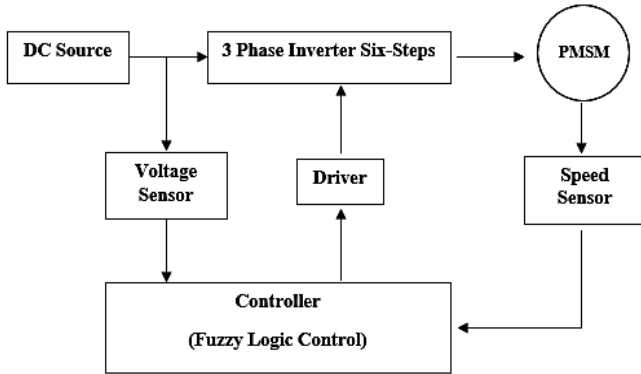 DC Source
3 Phase Inverter Six-Steps
PMSM
Voltage
Sensor
Driver
Speed
Sensor
Controller
(Fuzzy Logic Control)